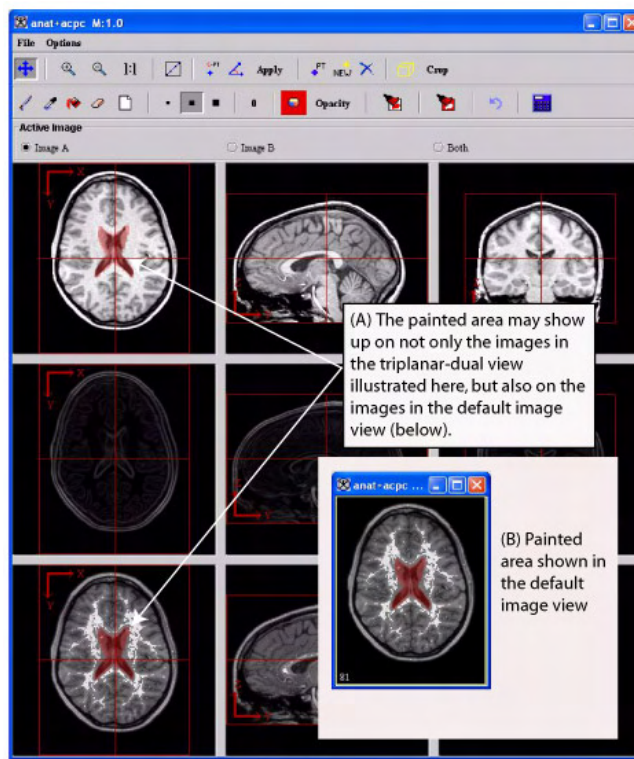 anat+acpc M:1.0
File Options
1:1
C-PT
Apply
PT
NEW
Crop
0
Opacity
Active Image
Image A
Image B
Both
X
Y
(A) The painted area may show
up on not only the images in
the triplanar-dual view
illustrated here, but also on the
images in the default image
view (below).
X
Y
anat+acpc ...
(B) Painted
area shown in
the default
image view
81
X
Y